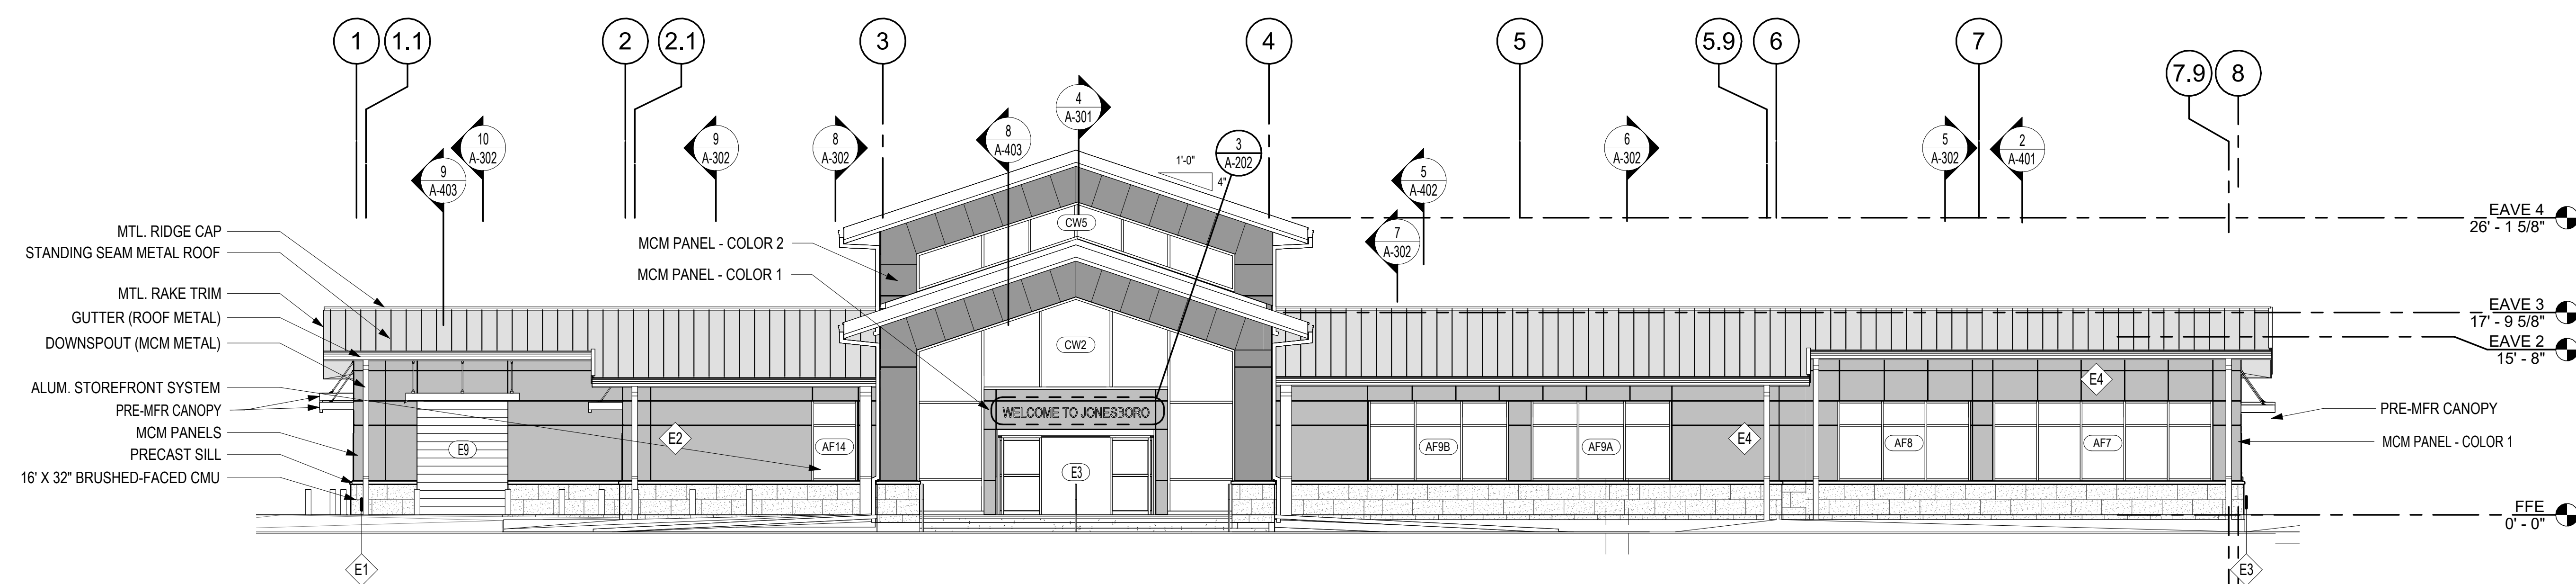 1
1.1
2
2.1
3
4
5
5.9
6
7
7.9
8
4
A-301
10
A-302
9
A-302
8
A-302
8
A-403
3
A-202
6
A-302
5
A-302
2
A-401
9
A-403
1'-0"
4"
5
A-402
7
A-302
EAVE 4
26' - 1 5/8"
EAVE 3
17' - 9 5/8"
EAVE 2
15' - 8"
FFE
0' - 0"
MTL. RIDGE CAP
STANDING SEAM METAL ROOF
MTL. RAKE TRIM
GUTTER (ROOF METAL)
DOWNSPOUT (MCM METAL)
ALUM. STOREFRONT SYSTEM
PRE-MFR CANOPY
MCM PANELS
PRECAST SILL
16' X 32" BRUSHED-FACED CMU
MCM PANEL - COLOR 2
MCM PANEL - COLOR 1
CW5
CW2
WELCOME TO JONESBORO
E9
E2
AF14
E3
AF9B
AF9A
E4
AF8
AF7
E4
PRE-MFR CANOPY
MCM PANEL - COLOR 1
E1
E3